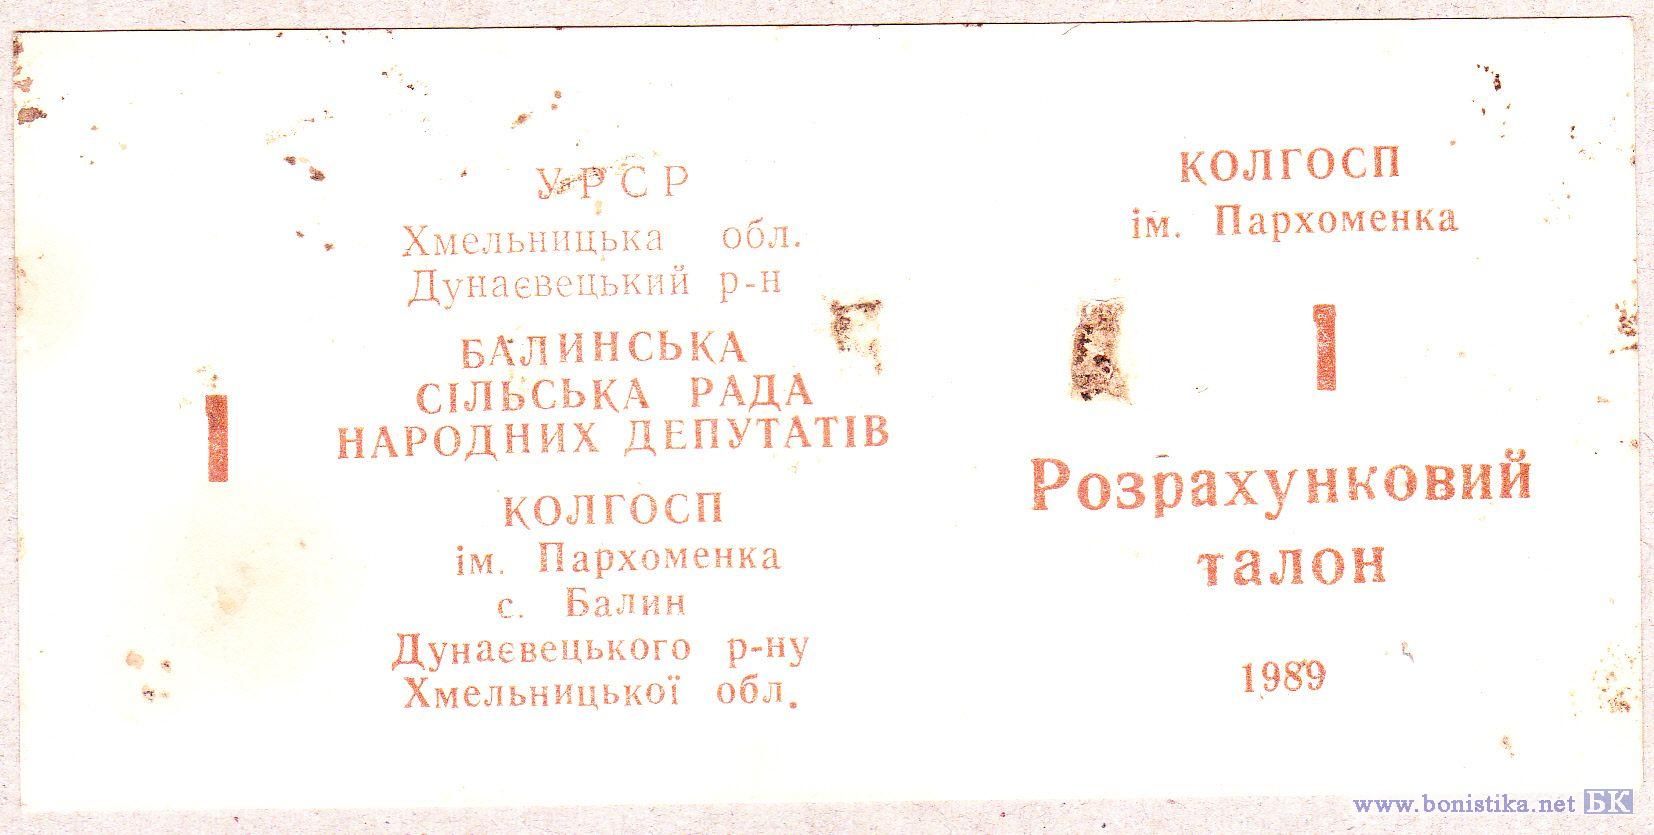 УРСР
Хмельницька обл.
Дунаєвецький р-н
БАЛИНСЬКА
СІЛЬСЬКА РАДА
НАРОДНИХ ДЕПУТАТІВ
1
КОЛГОСП
ім. Пархоменка
с. Балин
Дунаєвецького р-ну
Хмельницької обл.
КОЛГОСП
ім. Пархоменка
1
Розрахунковий
талон
1989
www.bonistika.net БК